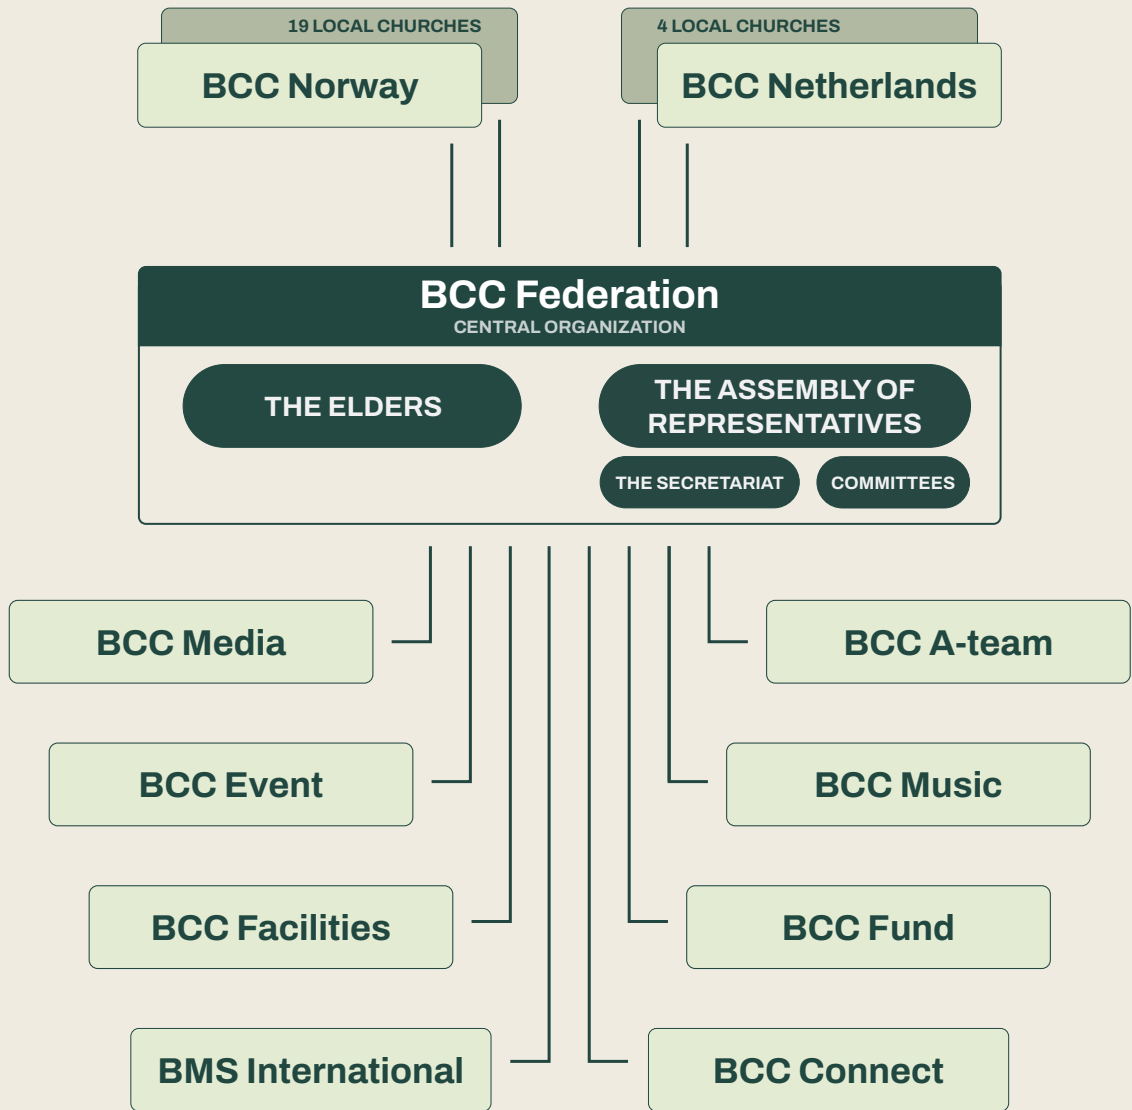 19 LOCAL CHURCHES
4 LOCAL CHURCHES
BCC Norway
BCC Netherlands
BCC Federation
CENTRAL ORGANIZATION
THE ELDERS
THE ASSEMBLY OF
REPRESENTATIVES
THE SECRETARIAT
COMMITTEES
BCC Media
BCC A-team
BCC Event
BCC Music
BCC Facilities
BCC Fund
BMS International
BCC Connect